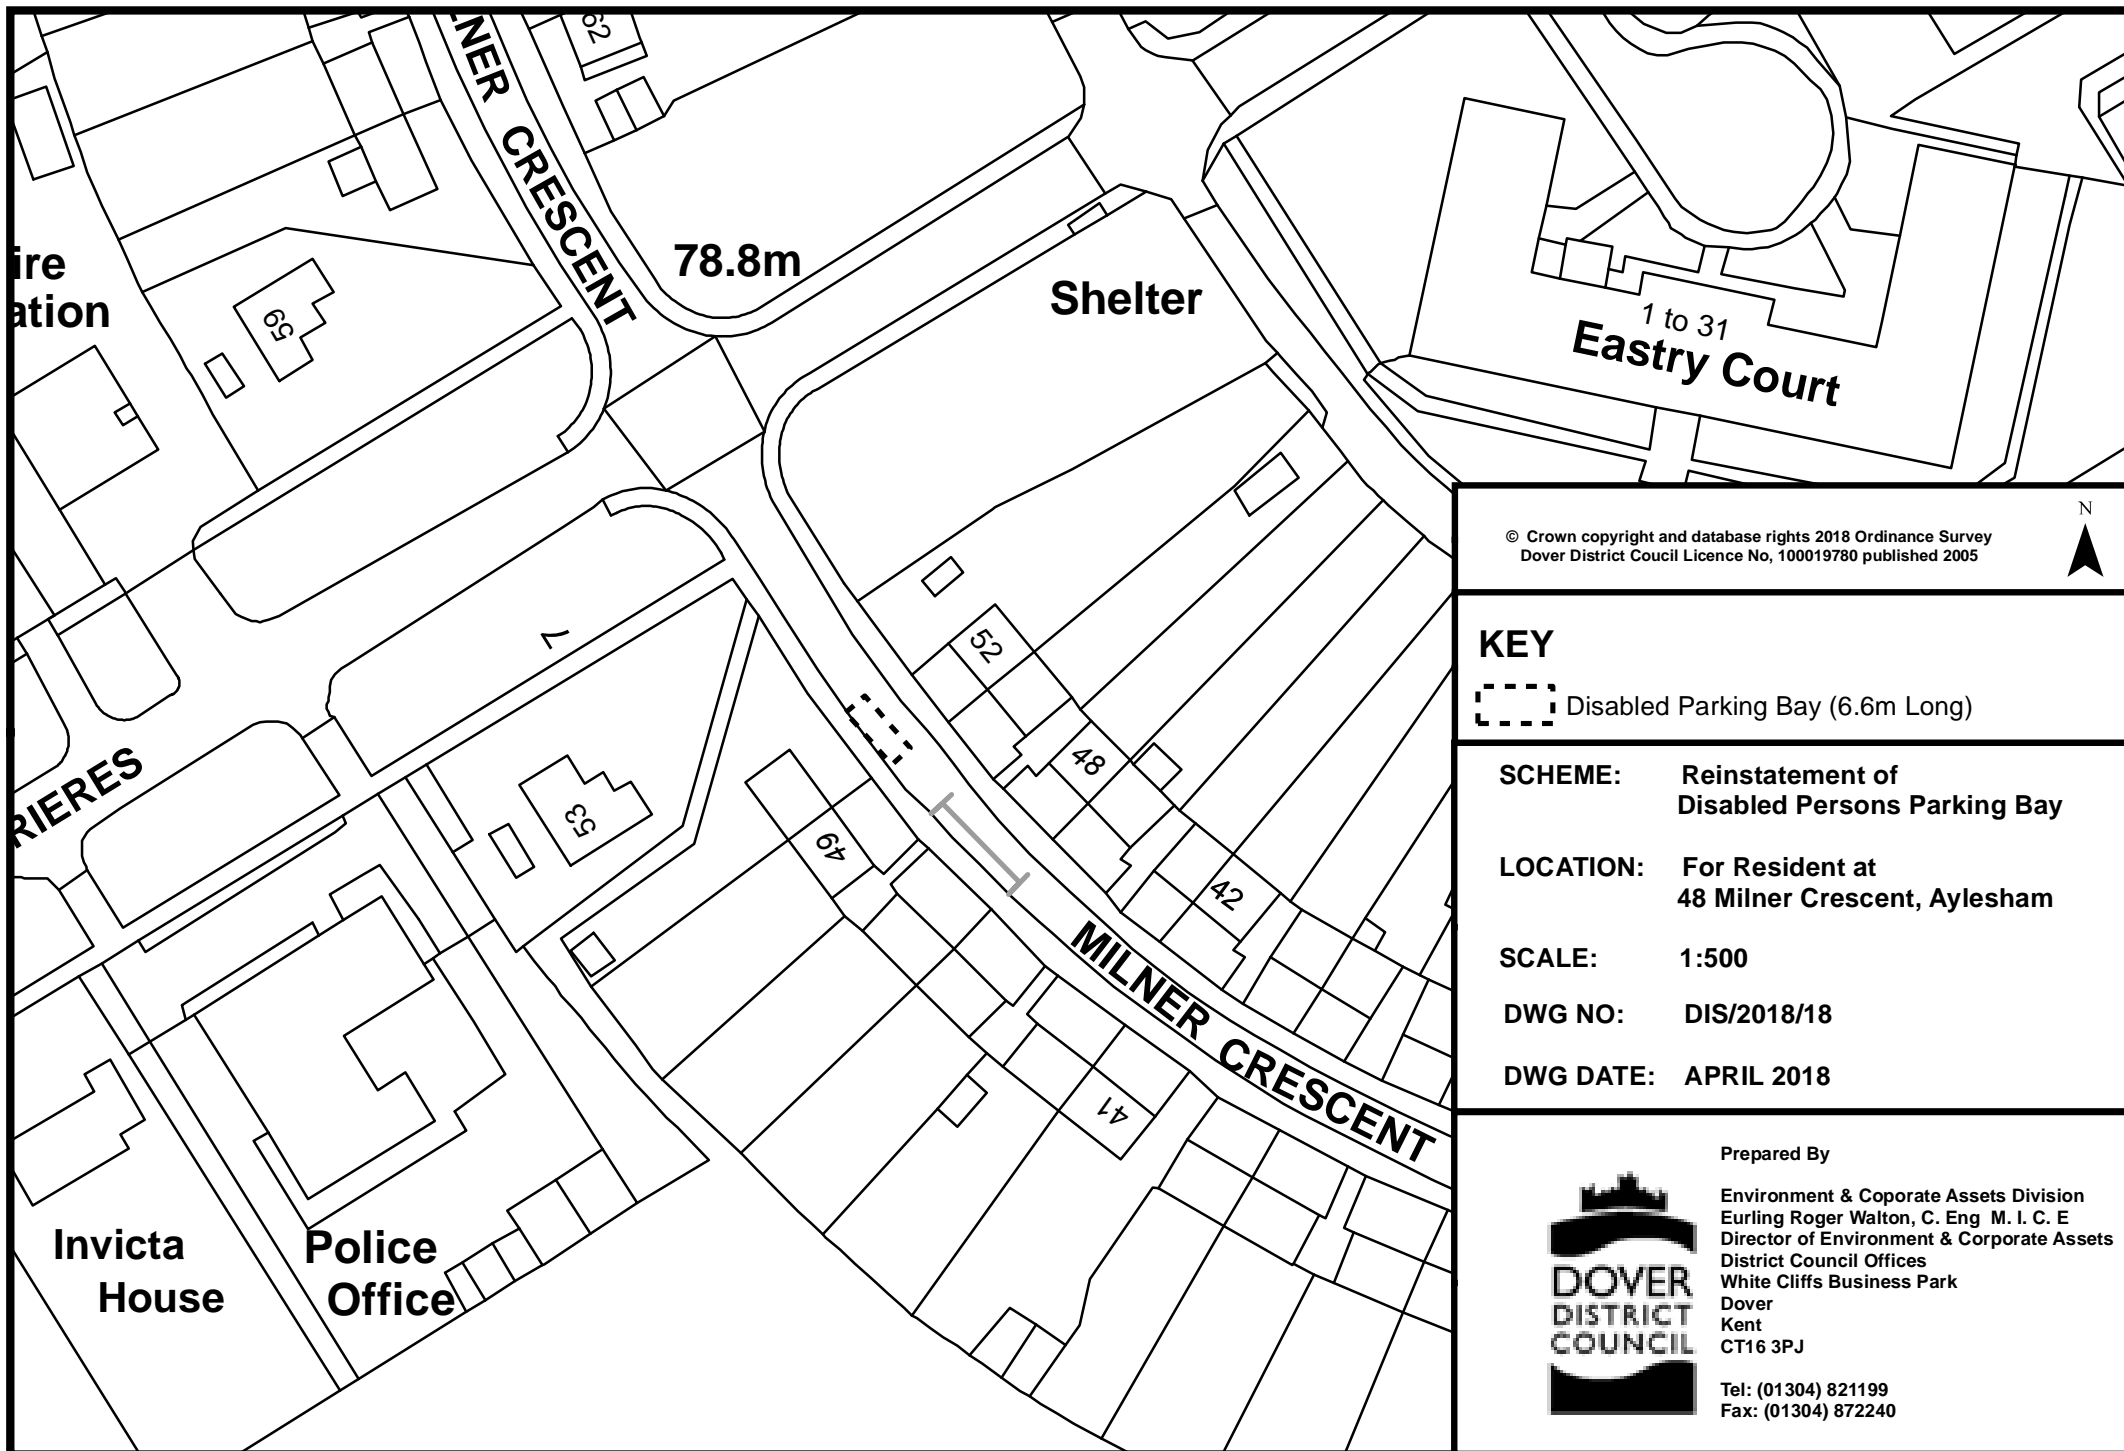 LNER CRESCENT
62
78.8m
ire
ation
59
Shelter
1 to 31
Eastry Court
7
52
48
RIERES
53
49
42
MILNER CRESCENT
41
Invicta
House
Police
Office
© Crown copyright and database rights 2018 Ordinance Survey
Dover District Coucil Licence No, 100019780 published 2005
N
KEY
Disabled Parking Bay (6.6m Long)
SCHEME: Reinstatement of
Disabled Persons Parking Bay
LOCATION: For Resident at
48 Milner Crescent, Aylesham
SCALE: 1:500
DWG NO: DIS/2018/18
DWG DATE: APRIL 2018
Prepared By
Environment & Coporate Assets Division
Eurling Roger Walton, C. Eng M. I. C. E
Director of Environment & Corporate Assets
District Council Offices
White Cliffs Business Park
Dover
Kent
CT16 3PJ
Tel: (01304) 821199
Fax: (01304) 872240
DOVER
DISTRICT
COUNCIL